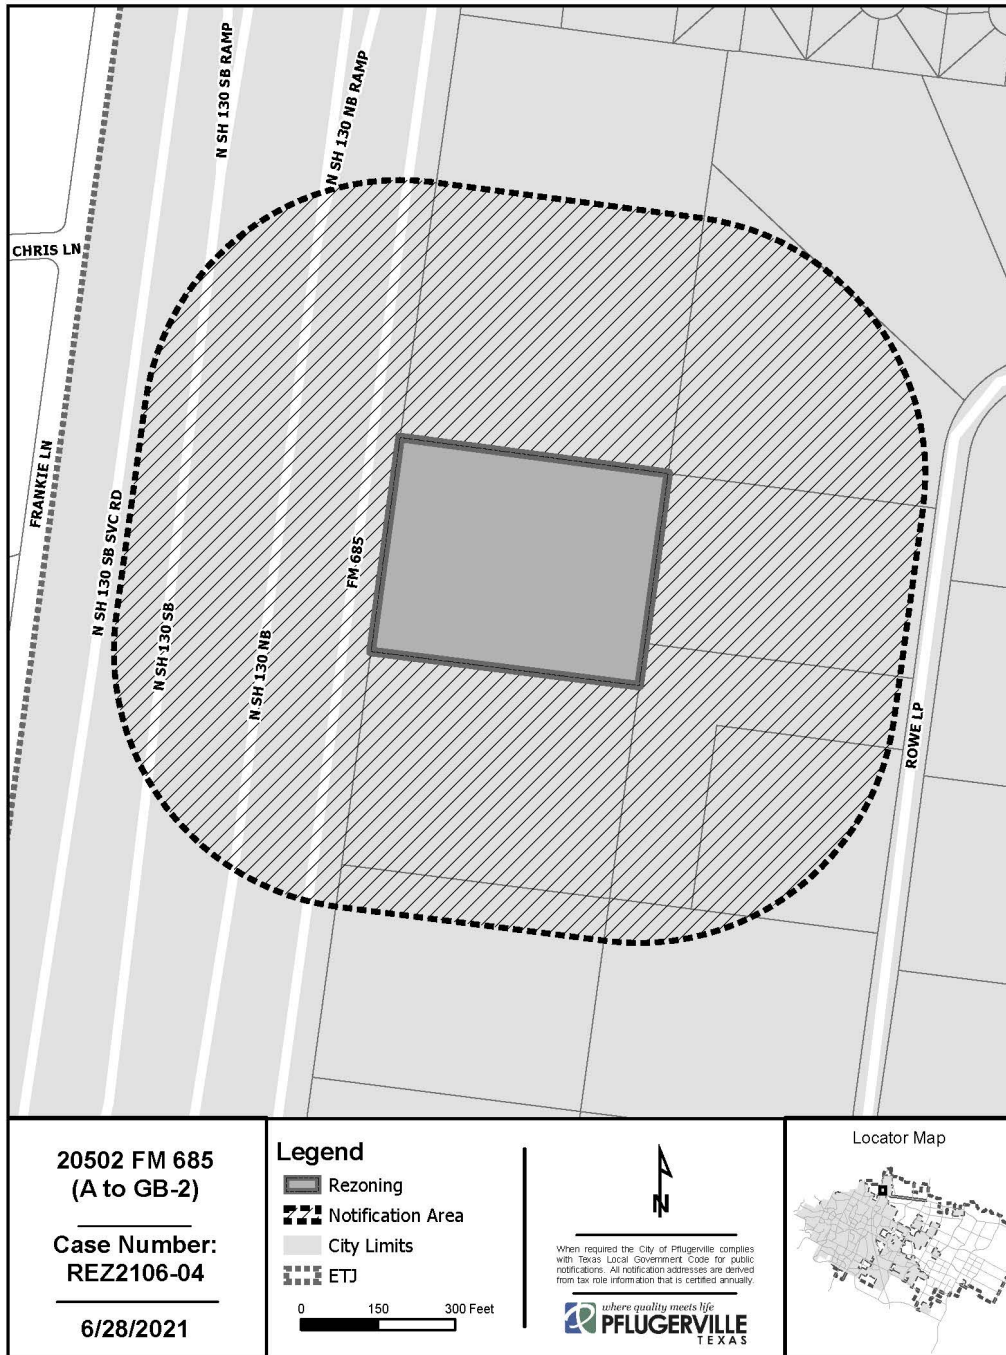 N SH 130 SB RAMP
N SH 130 NB RAMP
CHRIS LN
FRANKIE LN
N SH 130 SB SVC RD
FM 685
N SH 130 SB
N SH 130 NB
ROWE LP
20502 FM 685
(A to GB-2)
Case Number:
REZ2106-04
6/28/2021
Legend
Rezoning
Notification Area
City Limits
ETJ
0 150 300 Feet
N
When required the City of Pflugerville complies
with Texas Local Government Code for public
notifications. All notification addresses are derived
from tax role information that is certified annually.
where quality meets life
PFLUGERVILLE
TEXAS
Locator Map